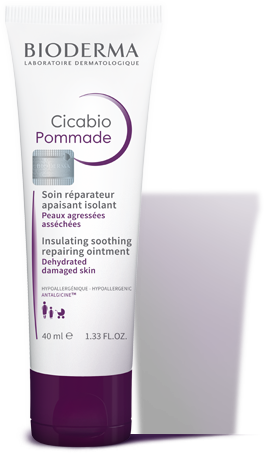 BIODERMA
LABORATOIRE DERMATOLOGIQUE
Cicabio
Pommade
Soin réparateur
apaisant isolant
Peaux agressées
asséchées
Insulating soothing
repairing ointment
Dehydrated
damaged skin
HYPOALLERGÉNIQUE · HYPOALLERGENIC
ANTALGICINE™
40 ml ℮ 1.33 FL.OZ.